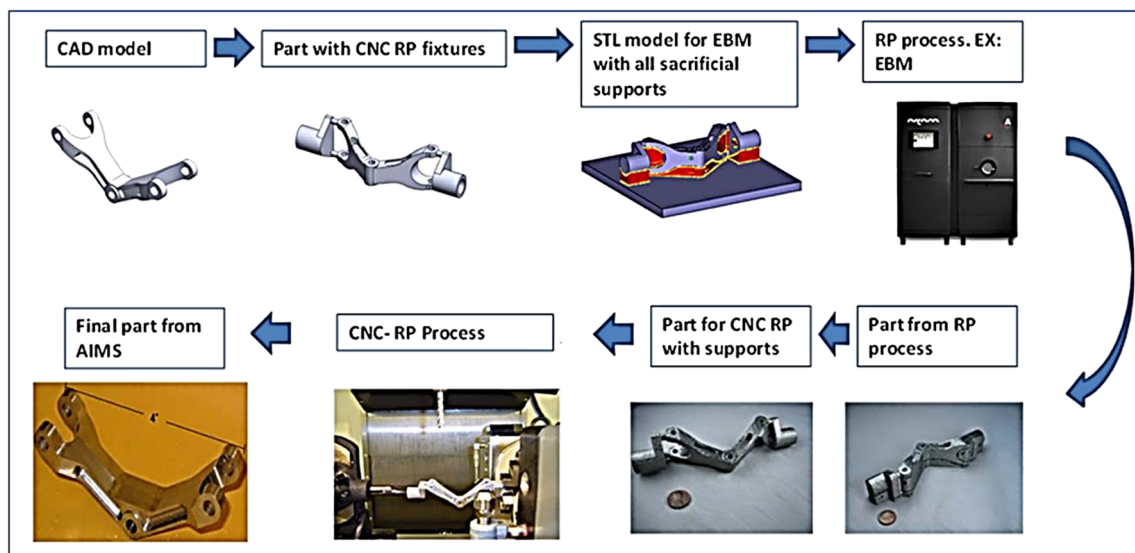 CAD model
Part with CNC RP fixtures
STL model for EBM
with all sacrificial
supports
RP process. EX:
EBM
Part from RP
process
Part for CNC RP
with supports
CNC- RP Process
Final part from
AIMS
4"